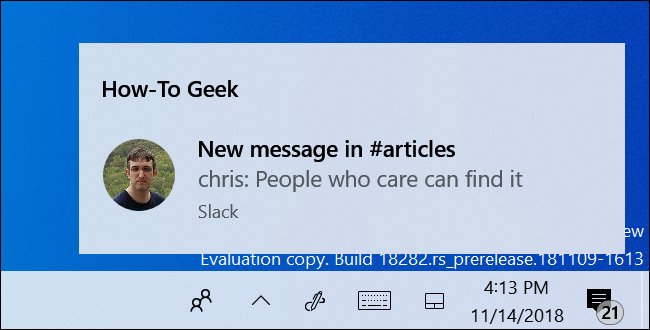 How-To Geek
New message in #articles
chris: People who care can find it
Slack
ew
Evaluation copy. Build 18282.rs_prerelease.181109-1613
4:13 PM
11/14/2018
21